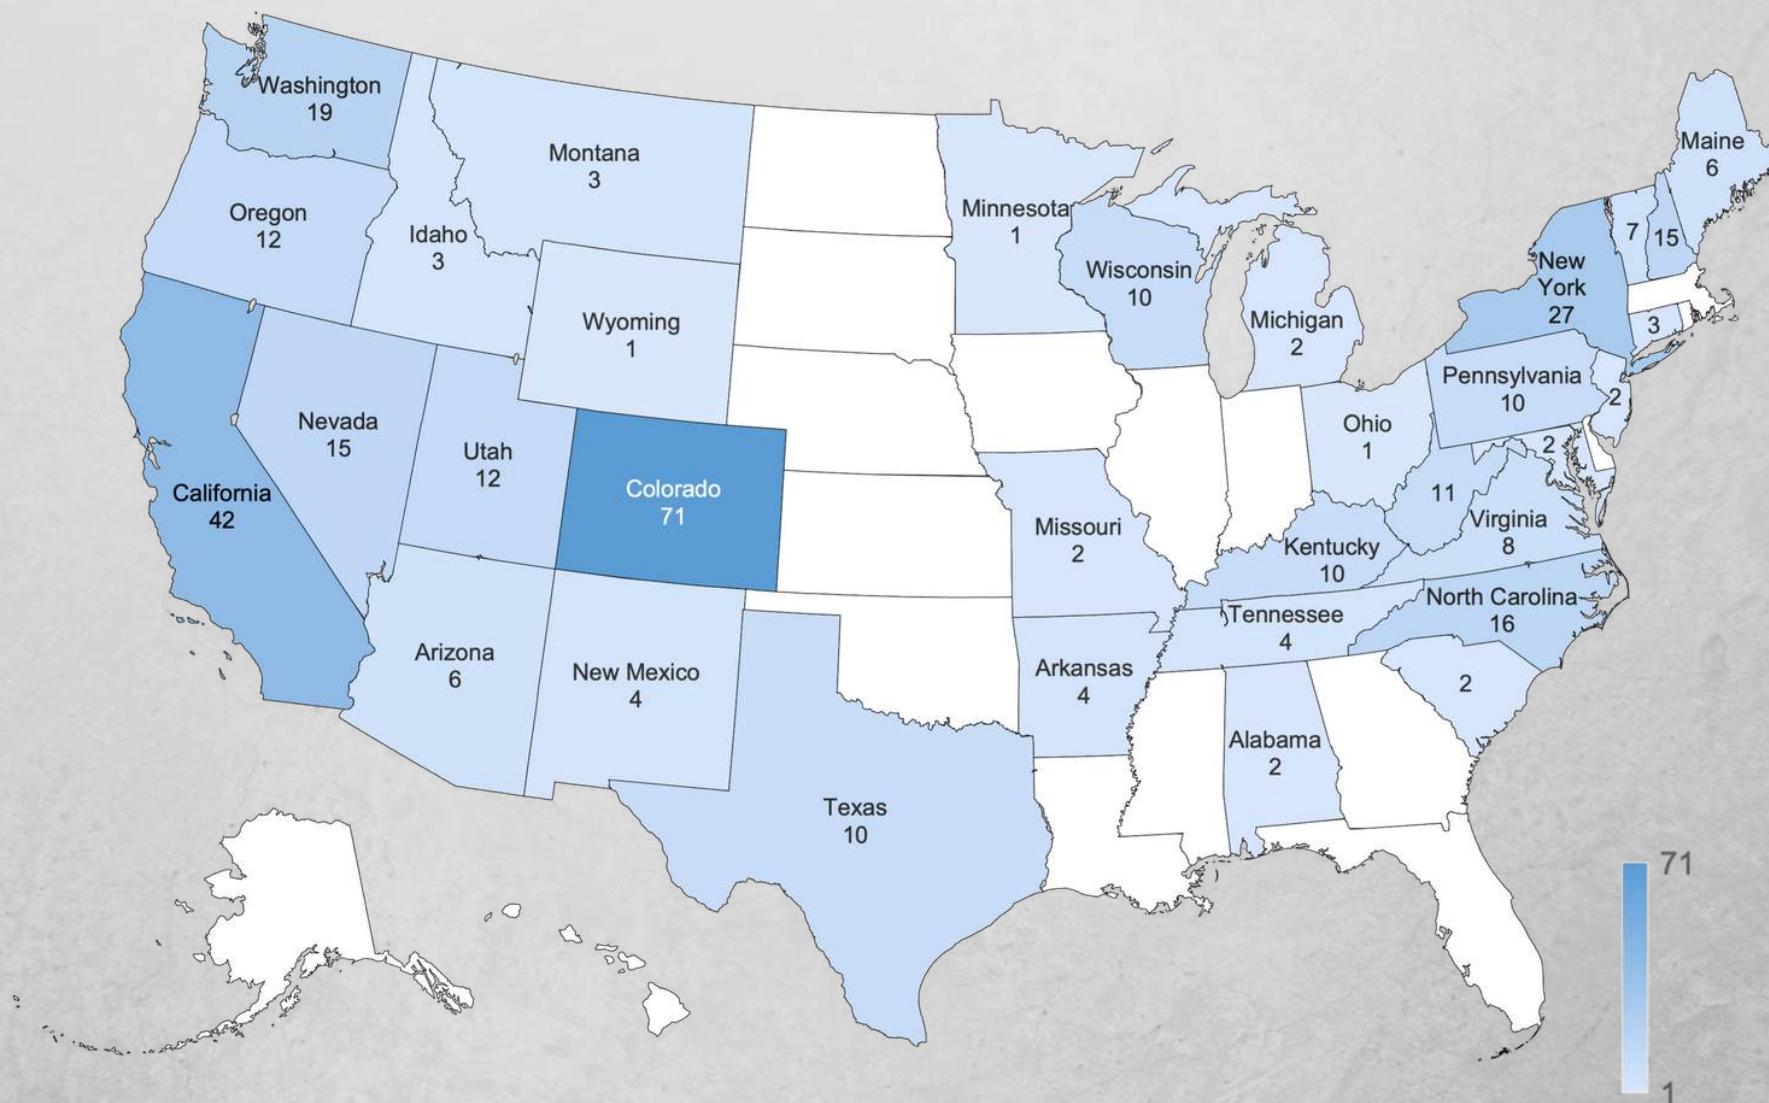 Washington
19
Montana
3
Oregon
12
Idaho
3
Minnesota
1
Maine
6
Wisconsin
10
7
15
New
York
27
Wyoming
1
Michigan
2
3
Pennsylvania
10
2
Nevada
15
Utah
12
Ohio
1
2
California
42
Colorado
71
11
Missouri
2
Virginia
8
Kentucky
10
North Carolina
16
Tennessee
4
Arizona
6
New Mexico
4
Arkansas
4
2
Alabama
2
Texas
10
71
1